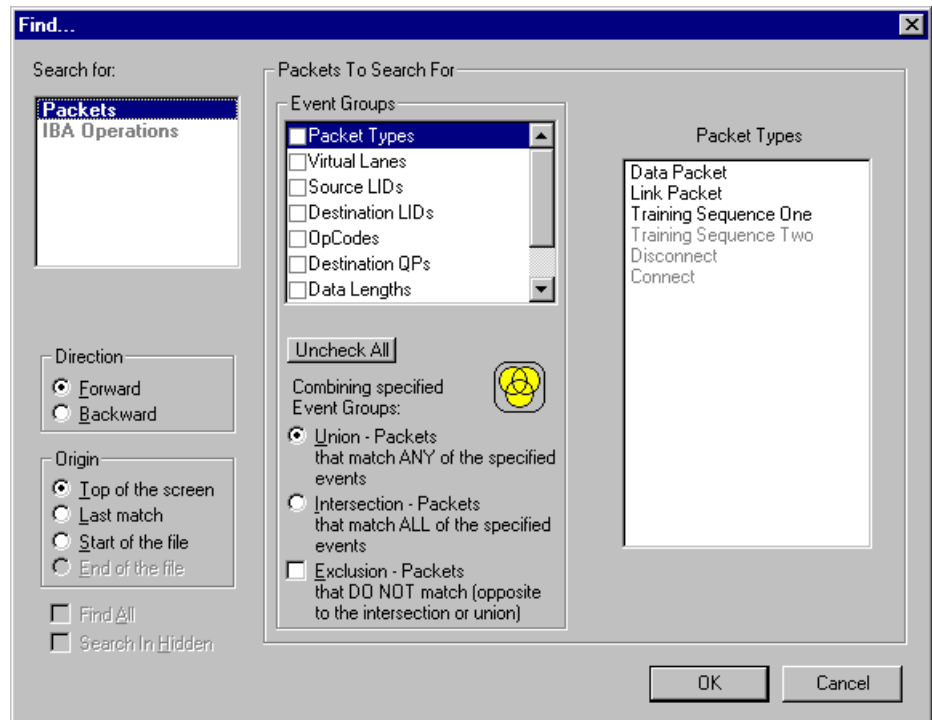 Find...
Search for:
Packets
IBA Operations
Direction
Forward
Backward
Origin
Top of the screen
Last match
Start of the file
End of the file
Find All
Search In Hidden
Packets To Search For
Event Groups
Packet Types
Virtual Lanes
Source LIDs
Destination LIDs
OpCodes
Destination QPs
Data Lengths
Uncheck All
Combining specified
Event Groups:
Union - Packets
that match ANY of the specified
events
Intersection - Packets
that match ALL of the specified
events
Exclusion - Packets
that DO NOT match (opposite
to the intersection or union)
Packet Types
Data Packet
Link Packet
Training Sequence One
Training Sequence Two
Disconnect
Connect
OK
Cancel